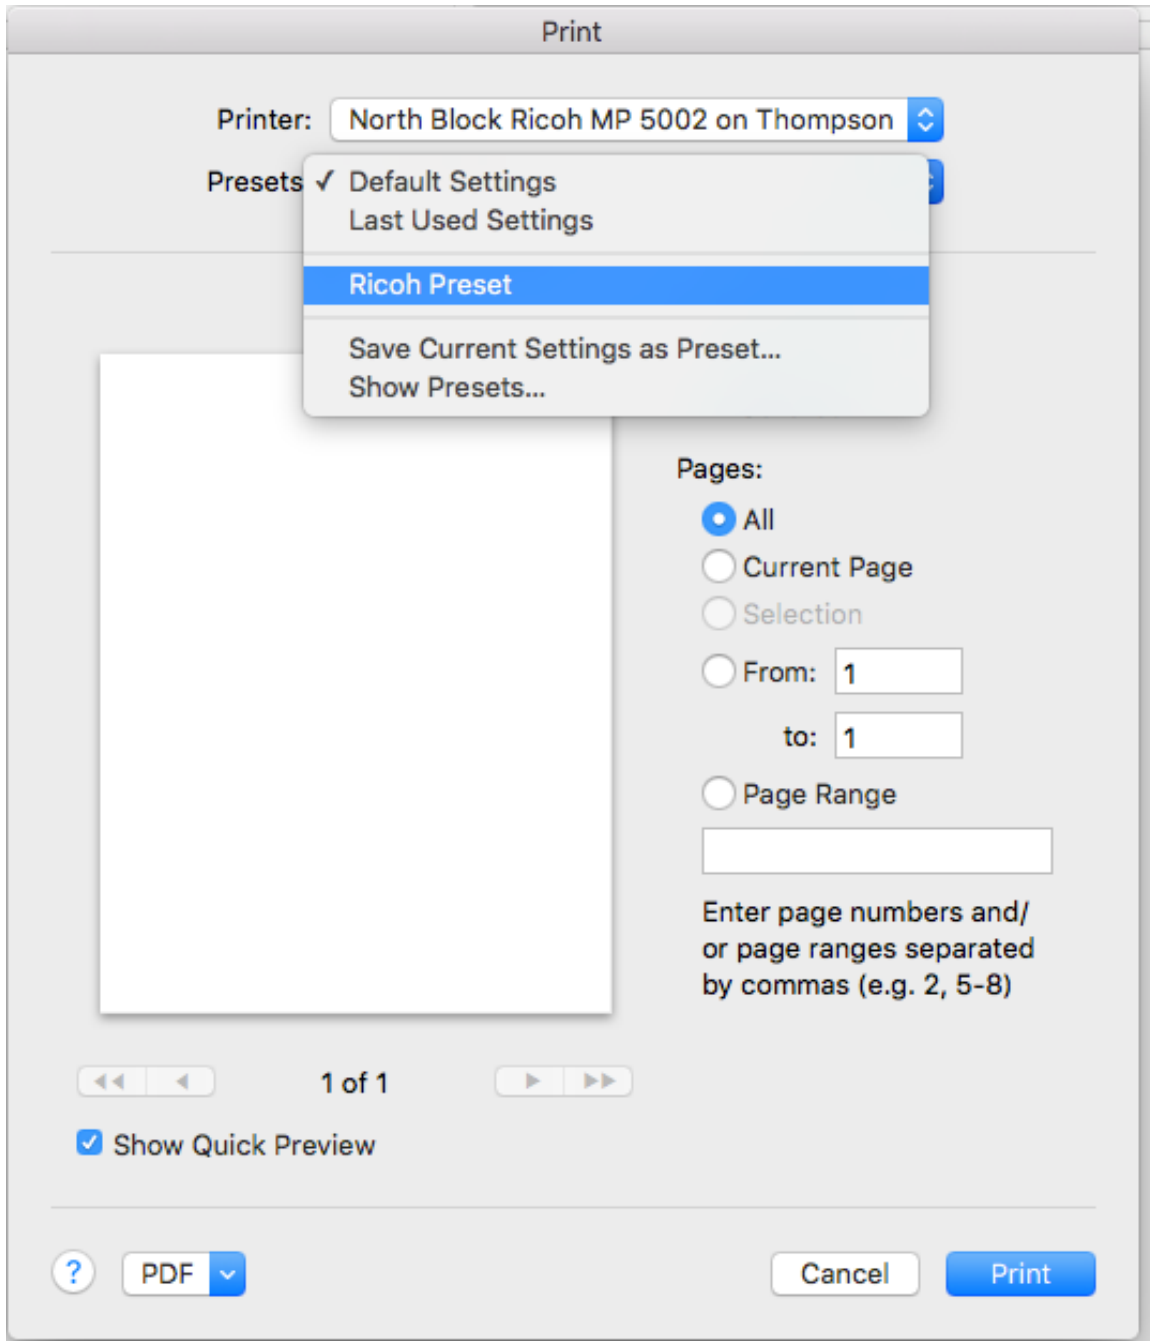 Print
Printer: North Block Ricoh MP 5002 on Thompson
Presets ✓ Default Settings
Last Used Settings
Ricoh Preset
Save Current Settings as Preset...
Show Presets...
Pages:
All
Current Page
Selection
From: 1
to: 1
Page Range
Enter page numbers and/
or page ranges separated
by commas (e.g. 2, 5-8)
1 of 1
✓ Show Quick Preview
? PDF Cancel Print